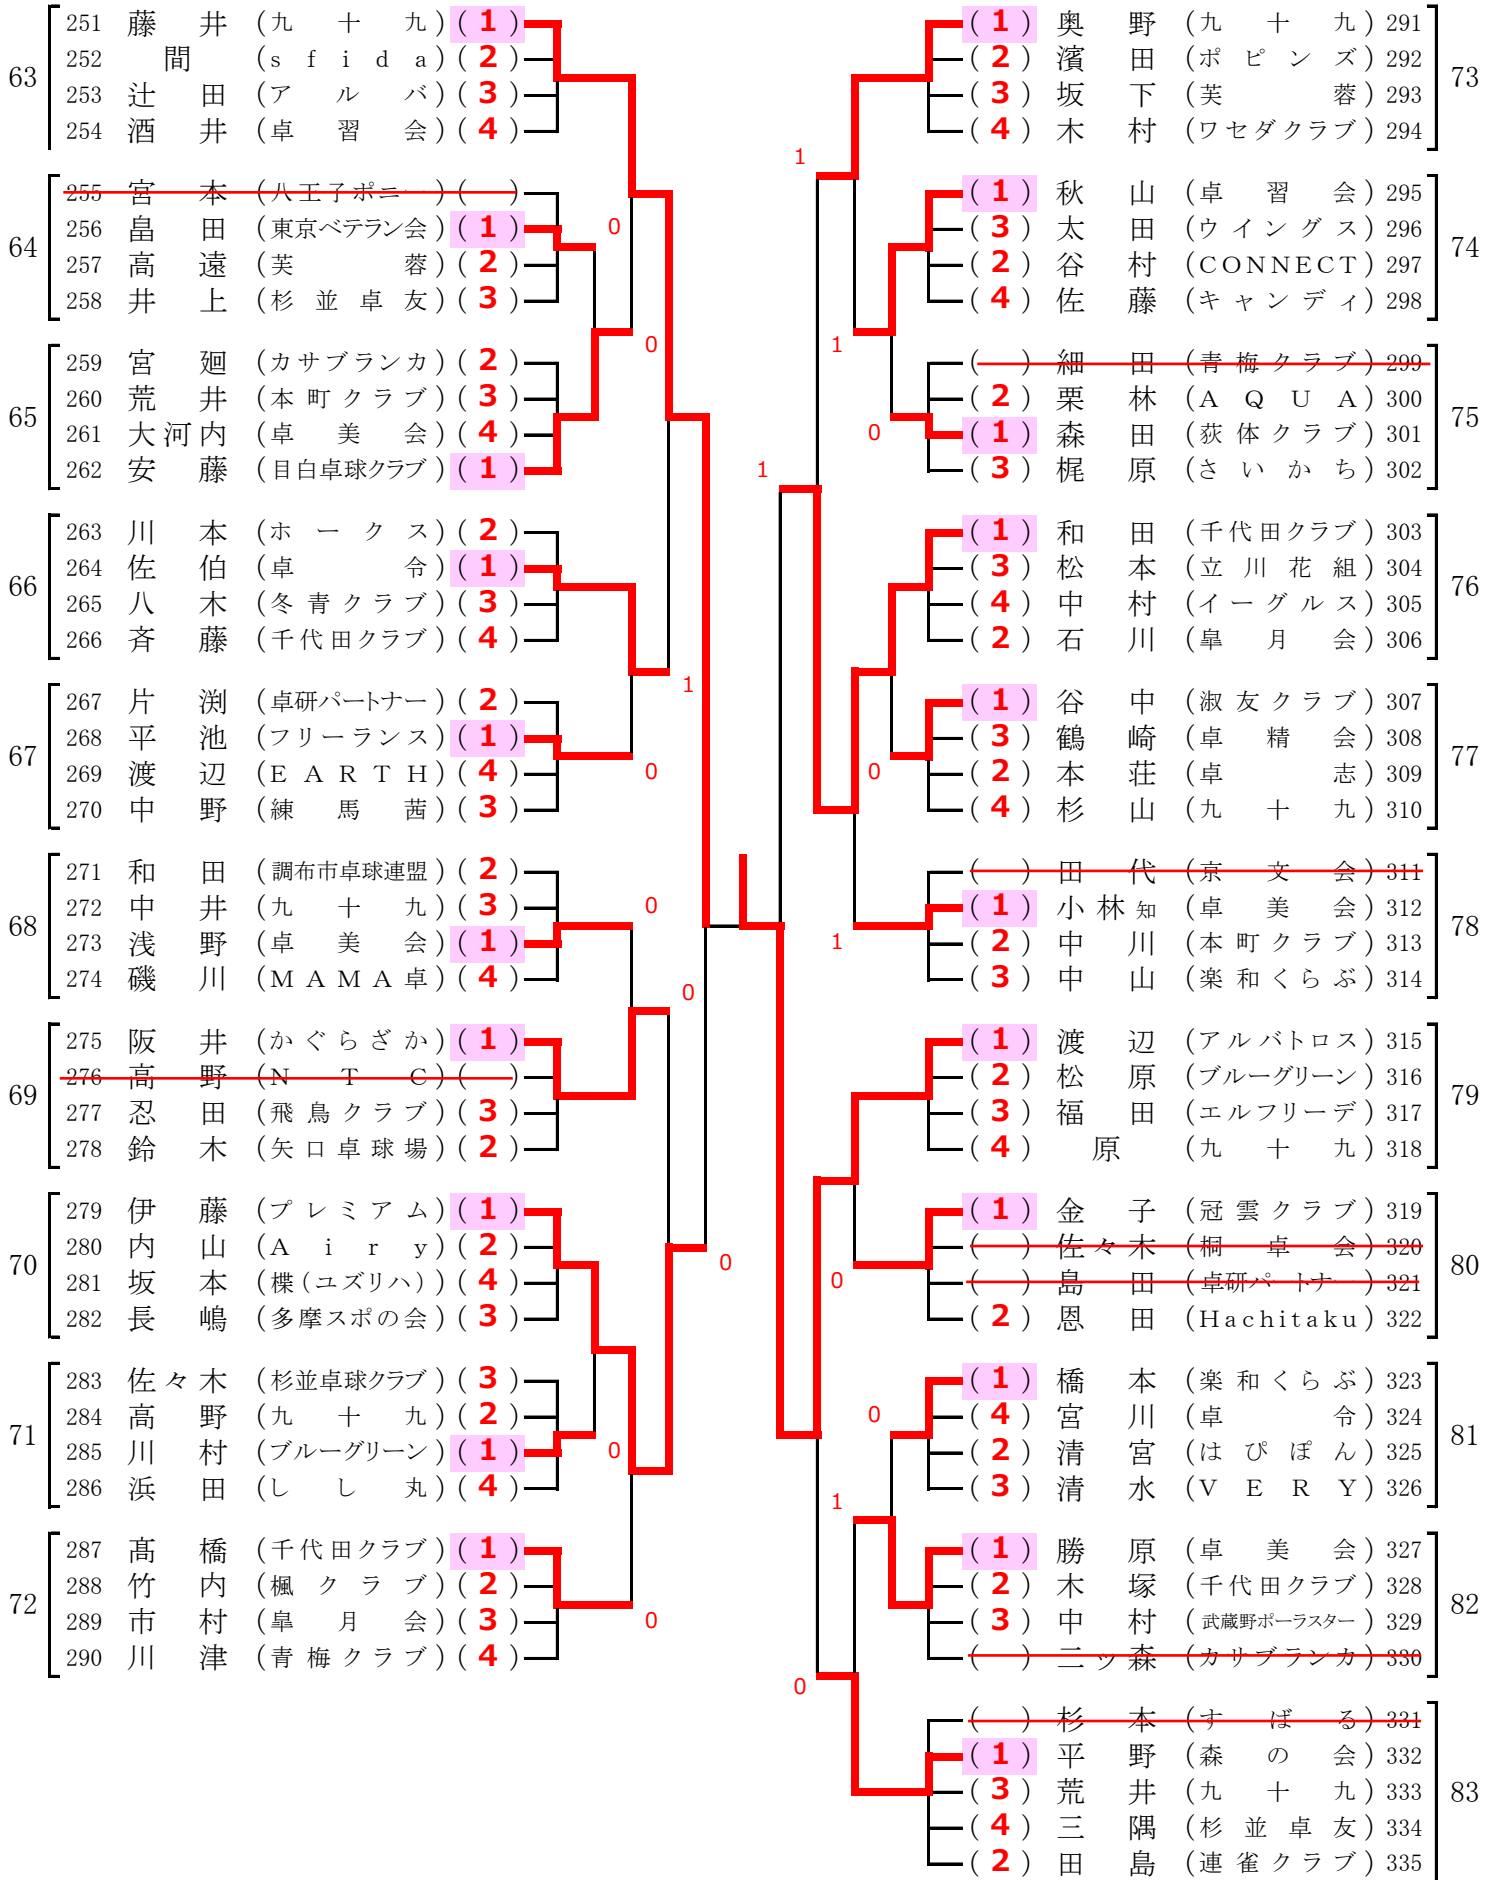 63
251 藤井 (九十九) (1)
252 間 (sfida) (2)
253 辻田 (アルバ) (3)
254 酒井 (卓習会) (4)
64
255 宮本 (八王子ポニー) ( )
256 畠田 (東京ベテラン会) (1)
257 高遠 (芙蓉) (2)
258 井上 (杉並卓友) (3)
65
259 宮廻 (カサブランカ) (2)
260 荒井 (本町クラブ) (3)
261 大河内 (卓美会) (4)
262 安藤 (目白卓球クラブ) (1)
66
263 川本 (ホークス) (2)
264 佐伯 (卓令) (1)
265 八木 (冬青クラブ) (3)
266 斉藤 (千代田クラブ) (4)
67
267 片渕 (卓研パートナー) (2)
268 平池 (フリーランス) (1)
269 渡辺 (EARTH) (4)
270 中野 (練馬茜) (3)
68
271 和田 (調布市卓球連盟) (2)
272 中井 (九十九) (3)
273 浅野 (卓美会) (1)
274 磯川 (MAMA卓) (4)
69
275 阪井 (かぐらざか) (1)
276 高野 (NTC) ( )
277 忍田 (飛鳥クラブ) (3)
278 鈴木 (矢口卓球場) (2)
70
279 伊藤 (プレミアム) (1)
280 内山 (Airy) (2)
281 坂本 (楪(ユズリハ)) (4)
282 長嶋 (多摩スポの会) (3)
71
283 佐々木 (杉並卓球クラブ) (3)
284 高野 (九十九) (2)
285 川村 (ブルーグリーン) (1)
286 浜田 (しし丸) (4)
72
287 髙橋 (千代田クラブ) (1)
288 竹内 (楓クラブ) (2)
289 市村 (皐月会) (3)
290 川津 (青梅クラブ) (4)
0
0
1
0
0
0
0
0
0
1
1
1
0
0
1
0
0
1
0
73
(1) 奥野 (九十九) 291
(2) 濱田 (ポピンズ) 292
(3) 坂下 (芙蓉) 293
(4) 木村 (ワセダクラブ) 294
74
(1) 秋山 (卓習会) 295
(3) 太田 (ウイングス) 296
(2) 谷村 (CONNECT) 297
(4) 佐藤 (キャンディ) 298
75
( ) 細田 (青梅クラブ) 299
(2) 栗林 (AQUA) 300
(1) 森田 (荻体クラブ) 301
(3) 梶原 (さいかち) 302
76
(1) 和田 (千代田クラブ) 303
(3) 松本 (立川花組) 304
(4) 中村 (イーグルス) 305
(2) 石川 (皐月会) 306
77
(1) 谷中 (淑友クラブ) 307
(3) 鶴崎 (卓精会) 308
(2) 本荘 (卓志) 309
(4) 杉山 (九十九) 310
78
( ) 田代 (京文会) 311
(1) 小林知 (卓美会) 312
(2) 中川 (本町クラブ) 313
(3) 中山 (楽和くらぶ) 314
79
(1) 渡辺 (アルバトロス) 315
(2) 松原 (ブルーグリーン) 316
(3) 福田 (エルフリーデ) 317
(4) 原 (九十九) 318
80
(1) 金子 (冠雲クラブ) 319
( ) 佐々木 (桐卓会) 320
( ) 島田 (卓研パートナー) 321
(2) 恩田 (Hachitaku) 322
81
(1) 橋本 (楽和くらぶ) 323
(4) 宮川 (卓令) 324
(2) 清宮 (はぴぽん) 325
(3) 清水 (VERY) 326
82
(1) 勝原 (卓美会) 327
(2) 木塚 (千代田クラブ) 328
(3) 中村 (武蔵野ポーラスター) 329
( ) 二ッ森 (カサブランカ) 330
83
( ) 杉本 (すばる) 331
(1) 平野 (森の会) 332
(3) 荒井 (九十九) 333
(4) 三隅 (杉並卓友) 334
(2) 田島 (連雀クラブ) 335